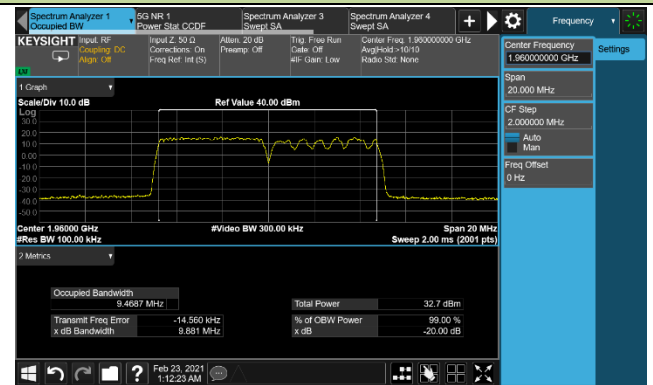 Spectrum Analyzer 1
Occupied BW
5G NR 1
Power Stat CCDF
Spectrum Analyzer 3
Swept SA
Spectrum Analyzer 4
Swept SA
Frequency
KEYSIGHT
Input: RF
Coupling: DC
Align: Off
Input Z: 50 Ω
Corrections: On
Freq Ref: Int (S)
Atten: 20 dB
Preamp: Off
Trig: Free Run
Gate: Off
#IF Gain: Low
Center Freq: 1.960000000 GHz
Avg|Hold:>10/10
Radio Std: None
Center Frequency
1.960000000 GHz
Settings
Span
20.000 MHz
CF Step
2.000000 MHz
Auto
Man
Freq Offset
0 Hz
LXI
1 Graph
Scale/Div 10.0 dB
Ref Value 40.00 dBm
Log
30.0
20.0
10.0
0.00
-10.0
-20.0
-30.0
-40.0
-50.0
Center 1.96000 GHz
#Video BW 300.00 kHz
Span 20 MHz
#Res BW 100.00 kHz
Sweep 2.00 ms (2001 pts)
2 Metrics
Occupied Bandwidth
9.4687 MHz
Total Power
32.7 dBm
Transmit Freq Error
-14.560 kHz
% of OBW Power
99.00 %
x dB Bandwidth
9.881 MHz
x dB
-20.00 dB
Feb 23, 2021
1:12:23 AM